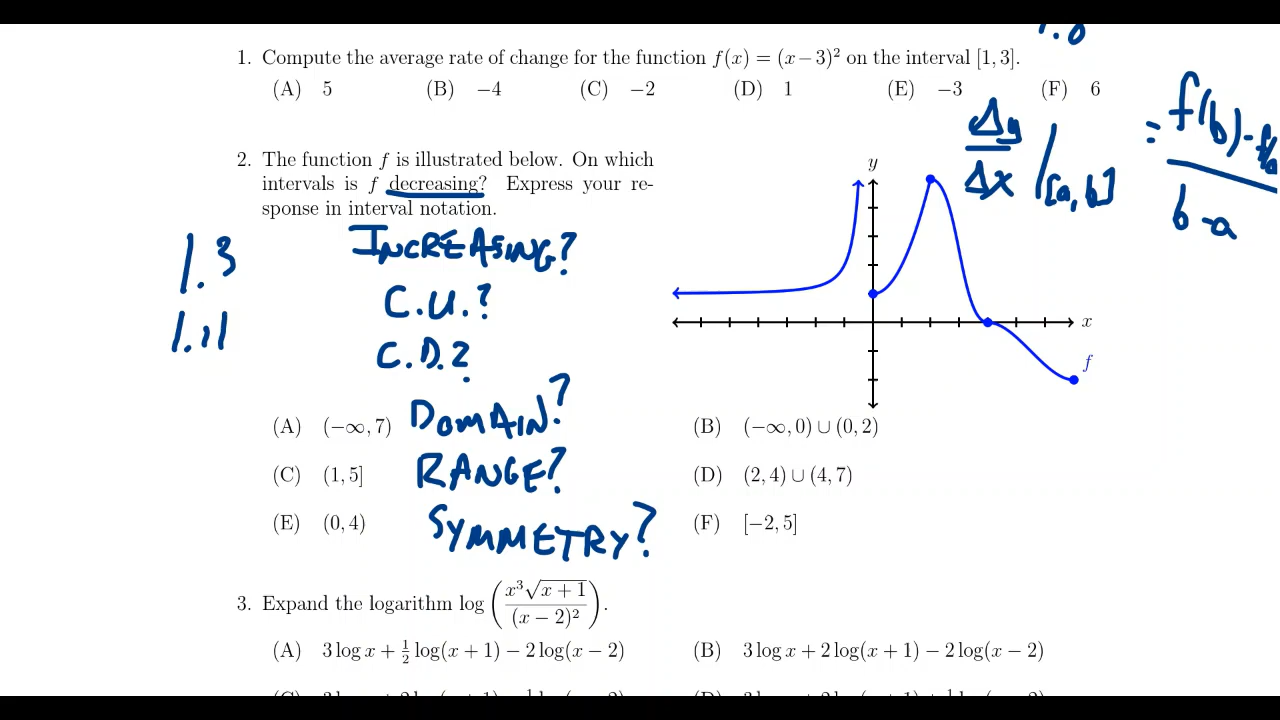 1.8
1. Compute the average rate of change for the function f(x) = (x − 3)² on the interval [1, 3].
(A) 5 (B) −4 (C) −2 (D) 1 (E) −3 (F) 6
Δy/Δx |[a, b] = f(b) - f(a / b - a
2. The function f is illustrated below. On which
intervals is f decreasing? Express your re-
sponse in interval notation.
1.3
1.11
INCREASING?
C.U.?
C.D.?
DOMAIN?
RANGE?
SYMMETRY?
y
x
f
(A) (−∞, 7) (B) (−∞, 0) ∪ (0, 2)
(C) (1, 5] (D) (2, 4) ∪ (4, 7)
(E) (0, 4) (F) [−2, 5]
3. Expand the logarithm log (x³√(x + 1) / (x − 2)²).
(A) 3 log x + ½ log(x + 1) − 2 log(x − 2) (B) 3 log x + 2 log(x + 1) − 2 log(x − 2)